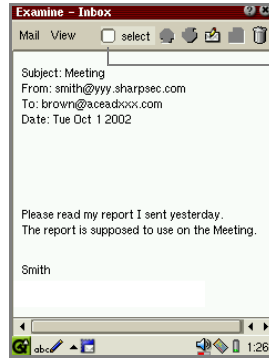 Examine – Inbox
Mail View select
Subject: Meeting
From: smith@yyy.sharpsec.com
To: brown@aceadxxx.com
Date: Tue Oct 1 2002
Please read my report I sent yesterday.
The report is supposed to use on the Meeting.
Smith
abc 1:26